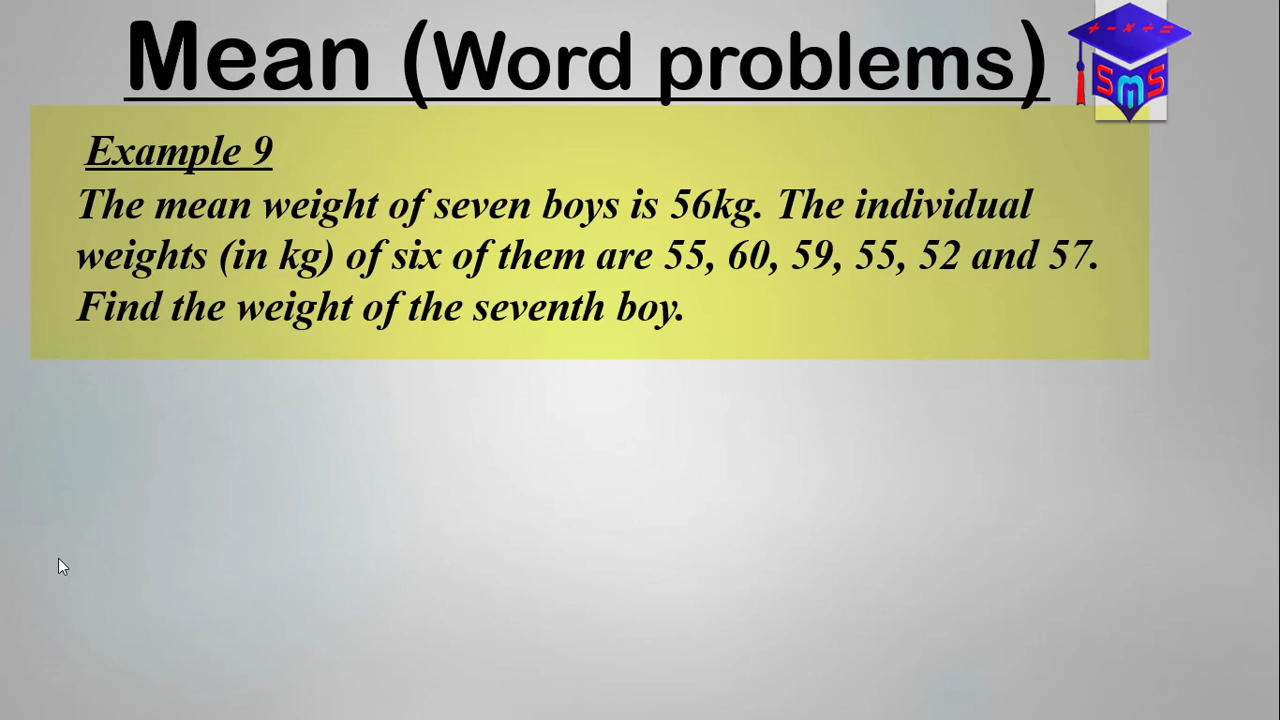 Mean (Word problems)
+ - × ÷ =
SMS
Example 9
The mean weight of seven boys is 56kg. The individual
weights (in kg) of six of them are 55, 60, 59, 55, 52 and 57.
Find the weight of the seventh boy.